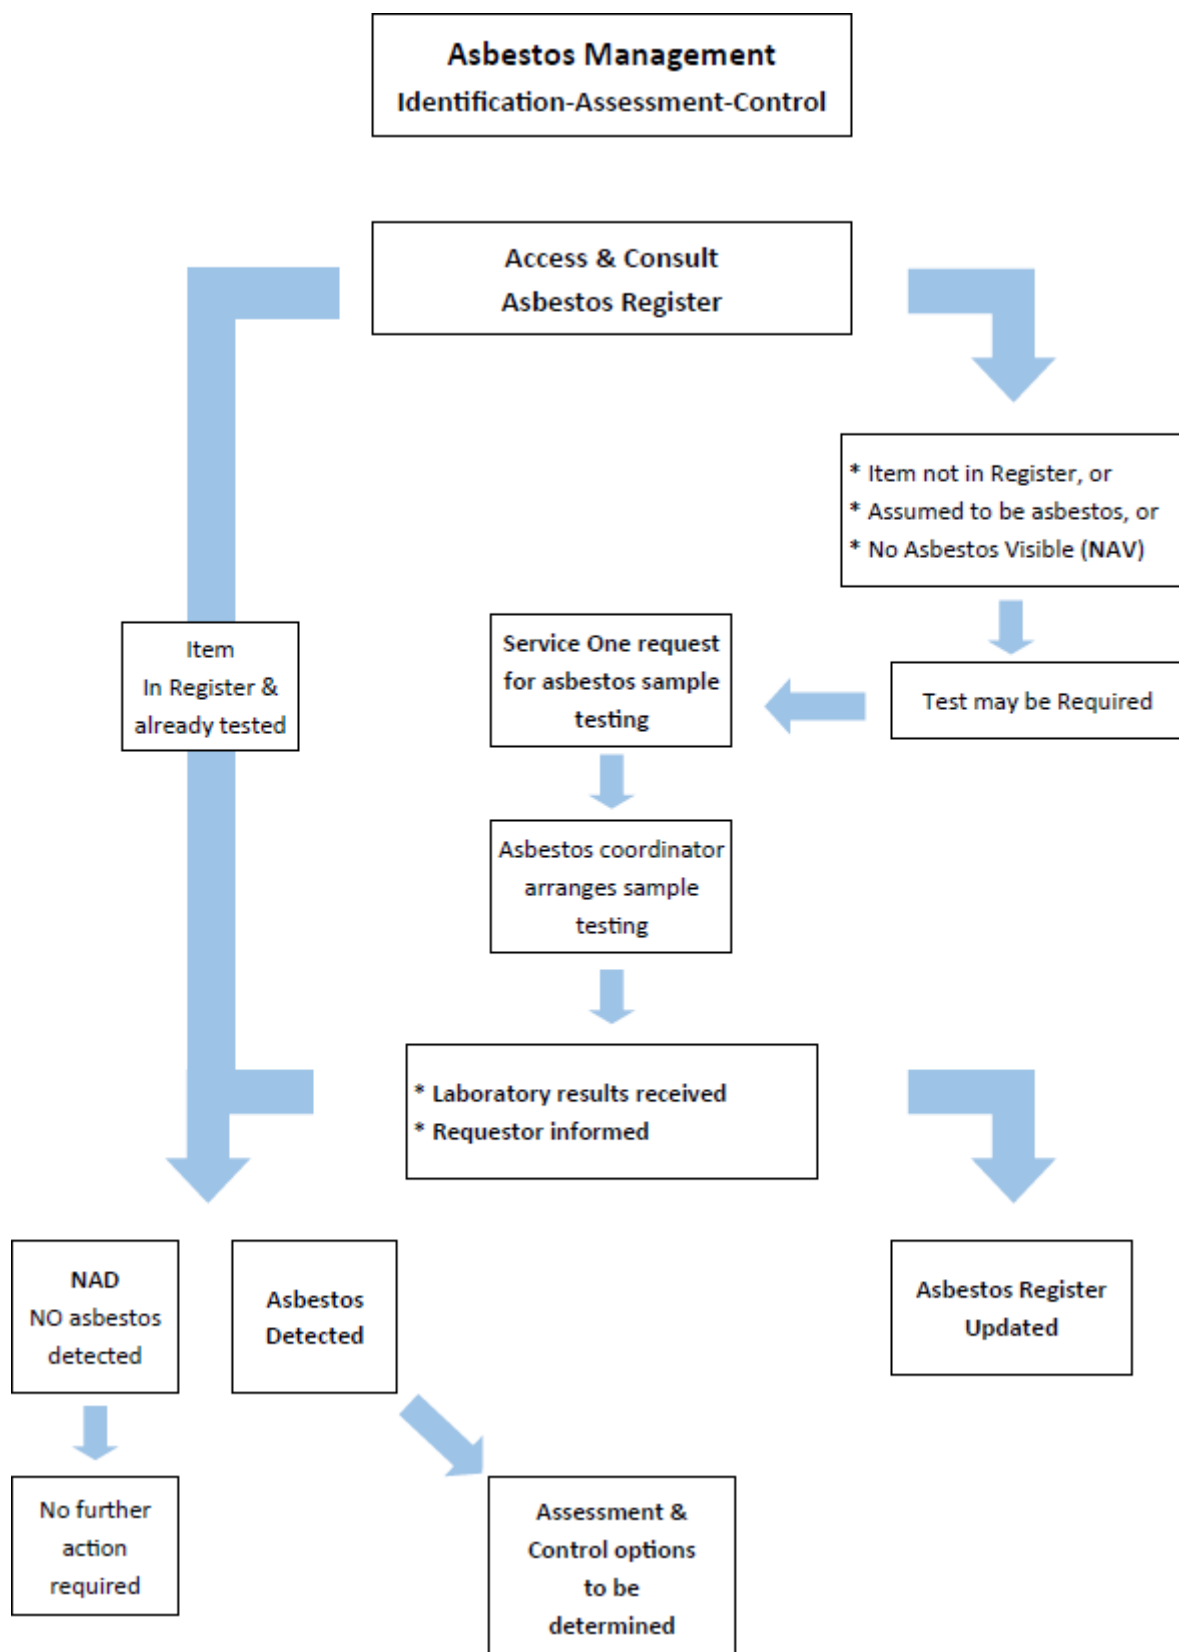 Asbestos Management
Identification-Assessment-Control
Access & Consult
Asbestos Register
* Item not in Register, or
* Assumed to be asbestos, or
* No Asbestos Visible (NAV)
Item
In Register &
already tested
Service One request
for asbestos sample
testing
Test may be Required
Asbestos coordinator
arranges sample
testing
* Laboratory results received
* Requestor informed
NAD
NO asbestos
detected
Asbestos
Detected
Asbestos Register
Updated
No further
action
required
Assessment &
Control options
to be
determined